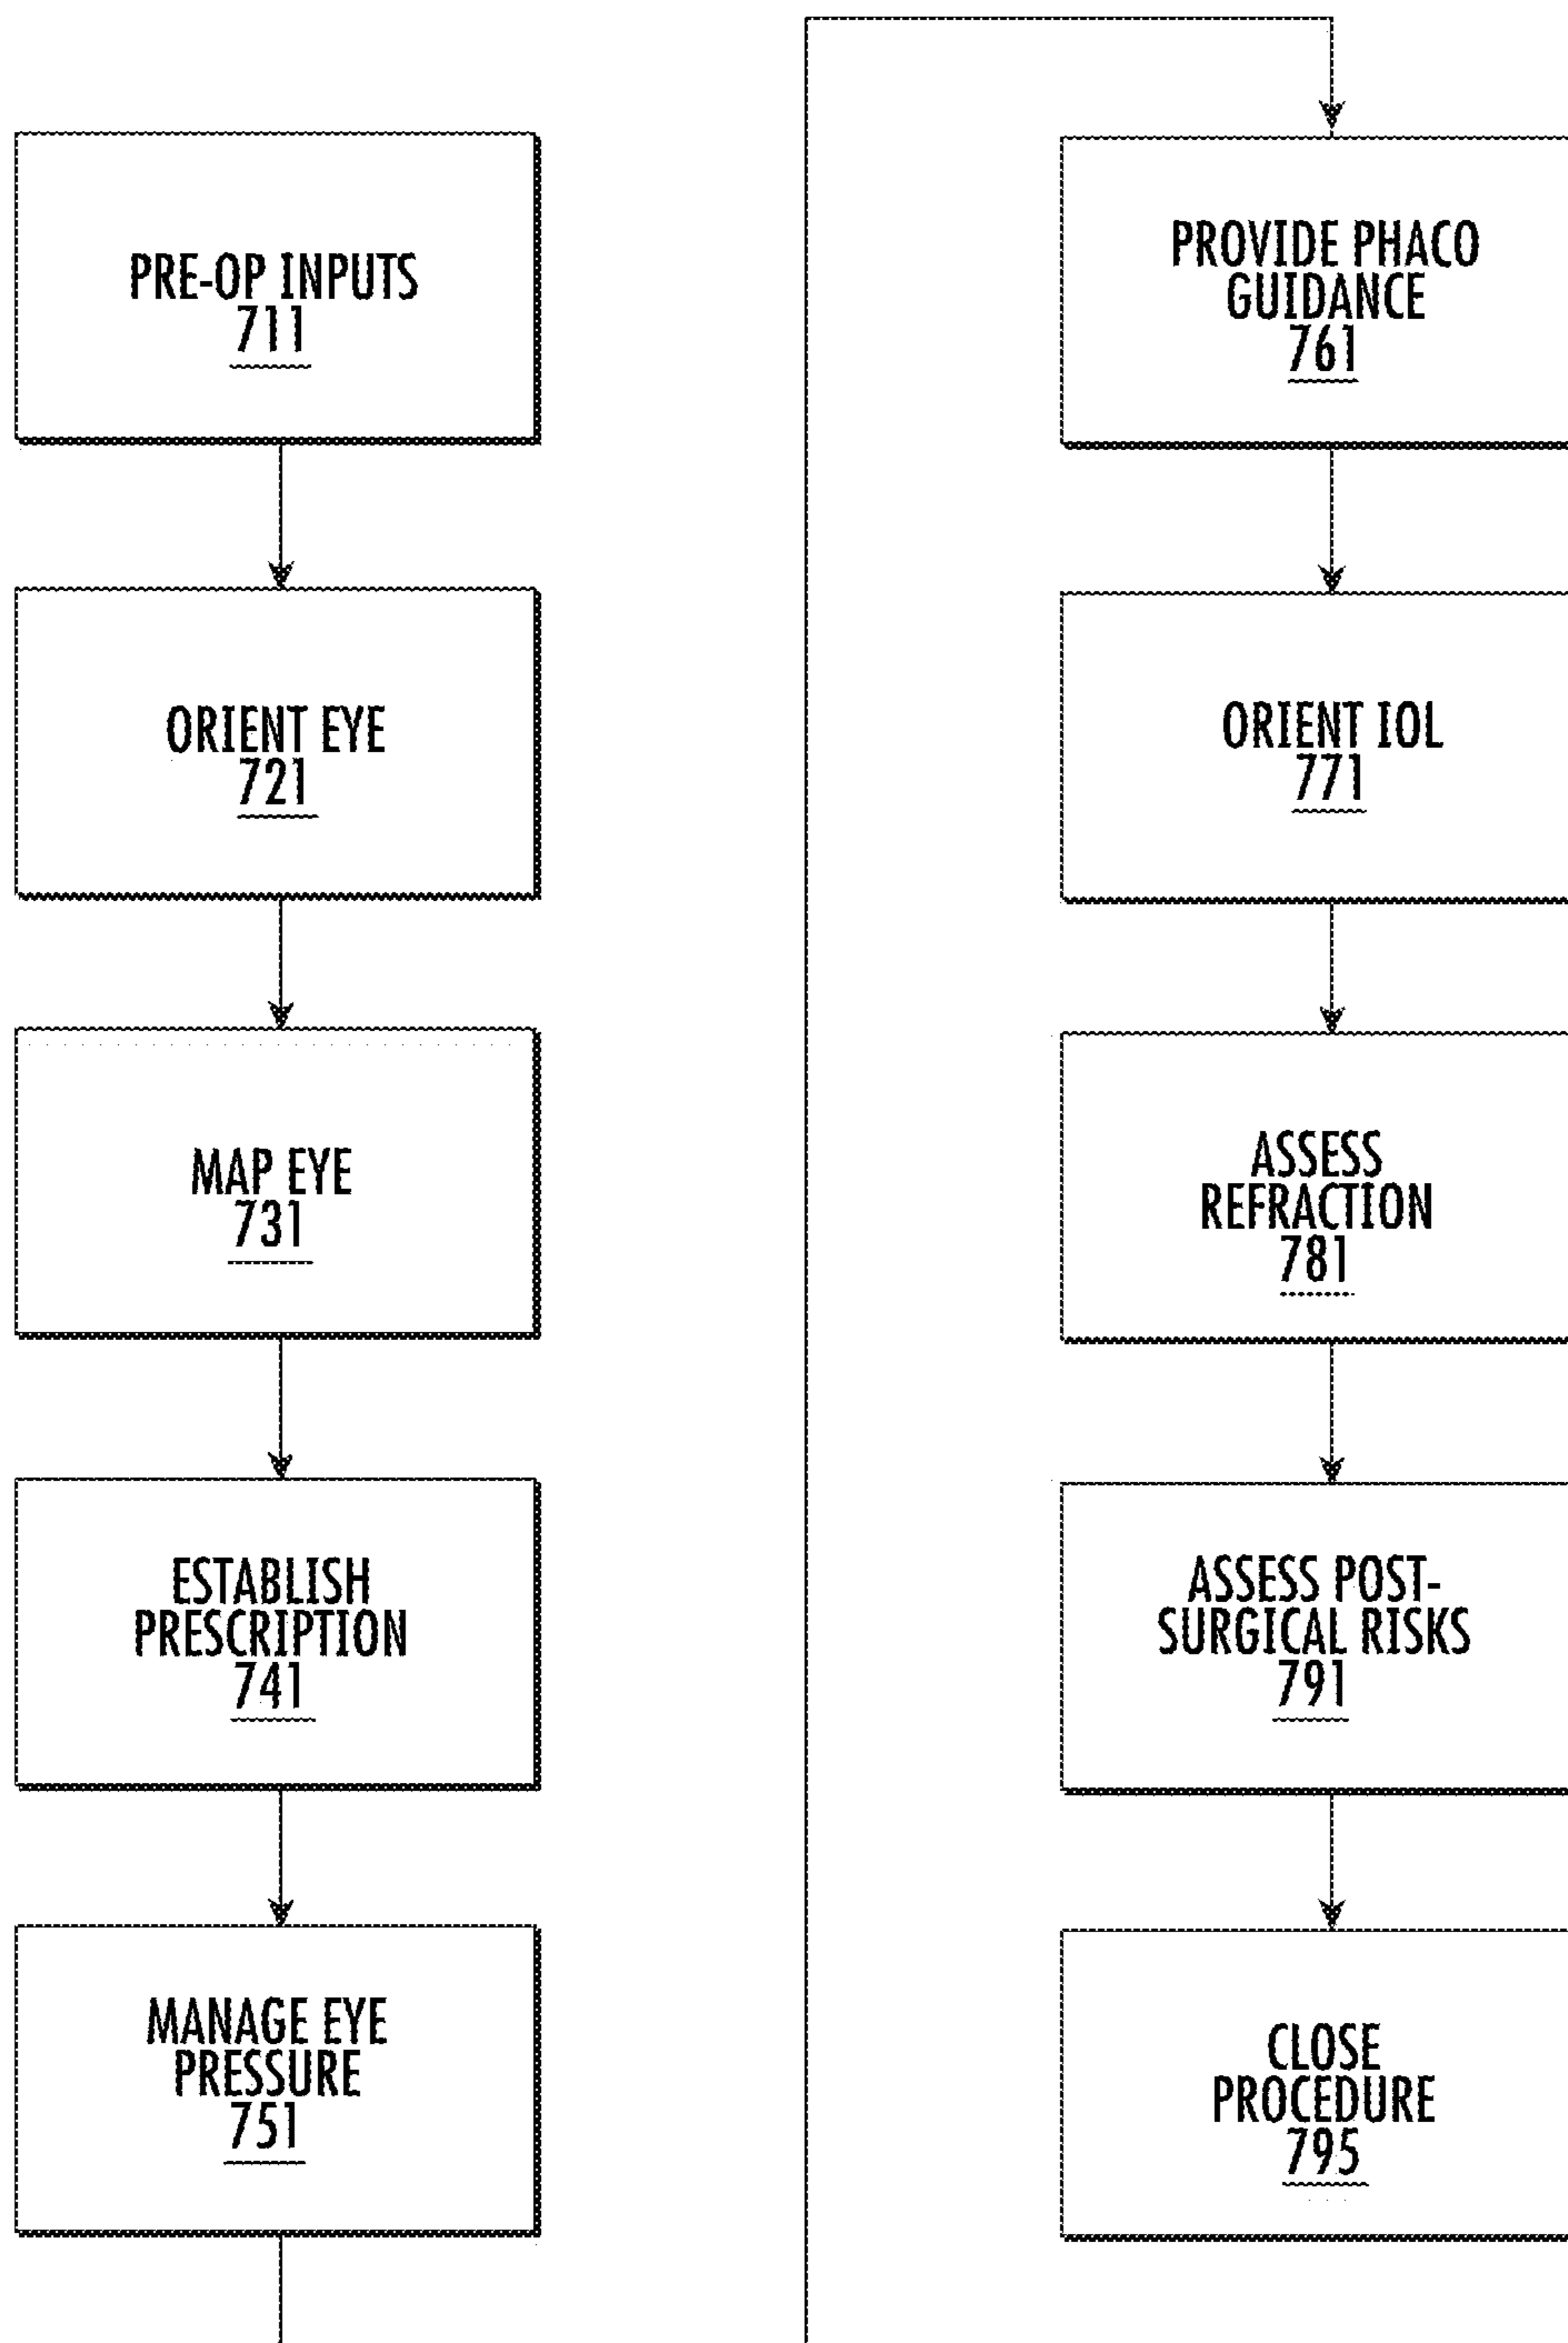 PRE-OP INPUTS
711
ORIENT EYE
721
MAP EYE
731
ESTABLISH
PRESCRIPTION
741
MANAGE EYE
PRESSURE
751
PROVIDE PHACO
GUIDANCE
761
ORIENT IOL
771
ASSESS
REFRACTION
781
ASSESS POST-
SURGICAL RISKS
791
CLOSE
PROCEDURE
795